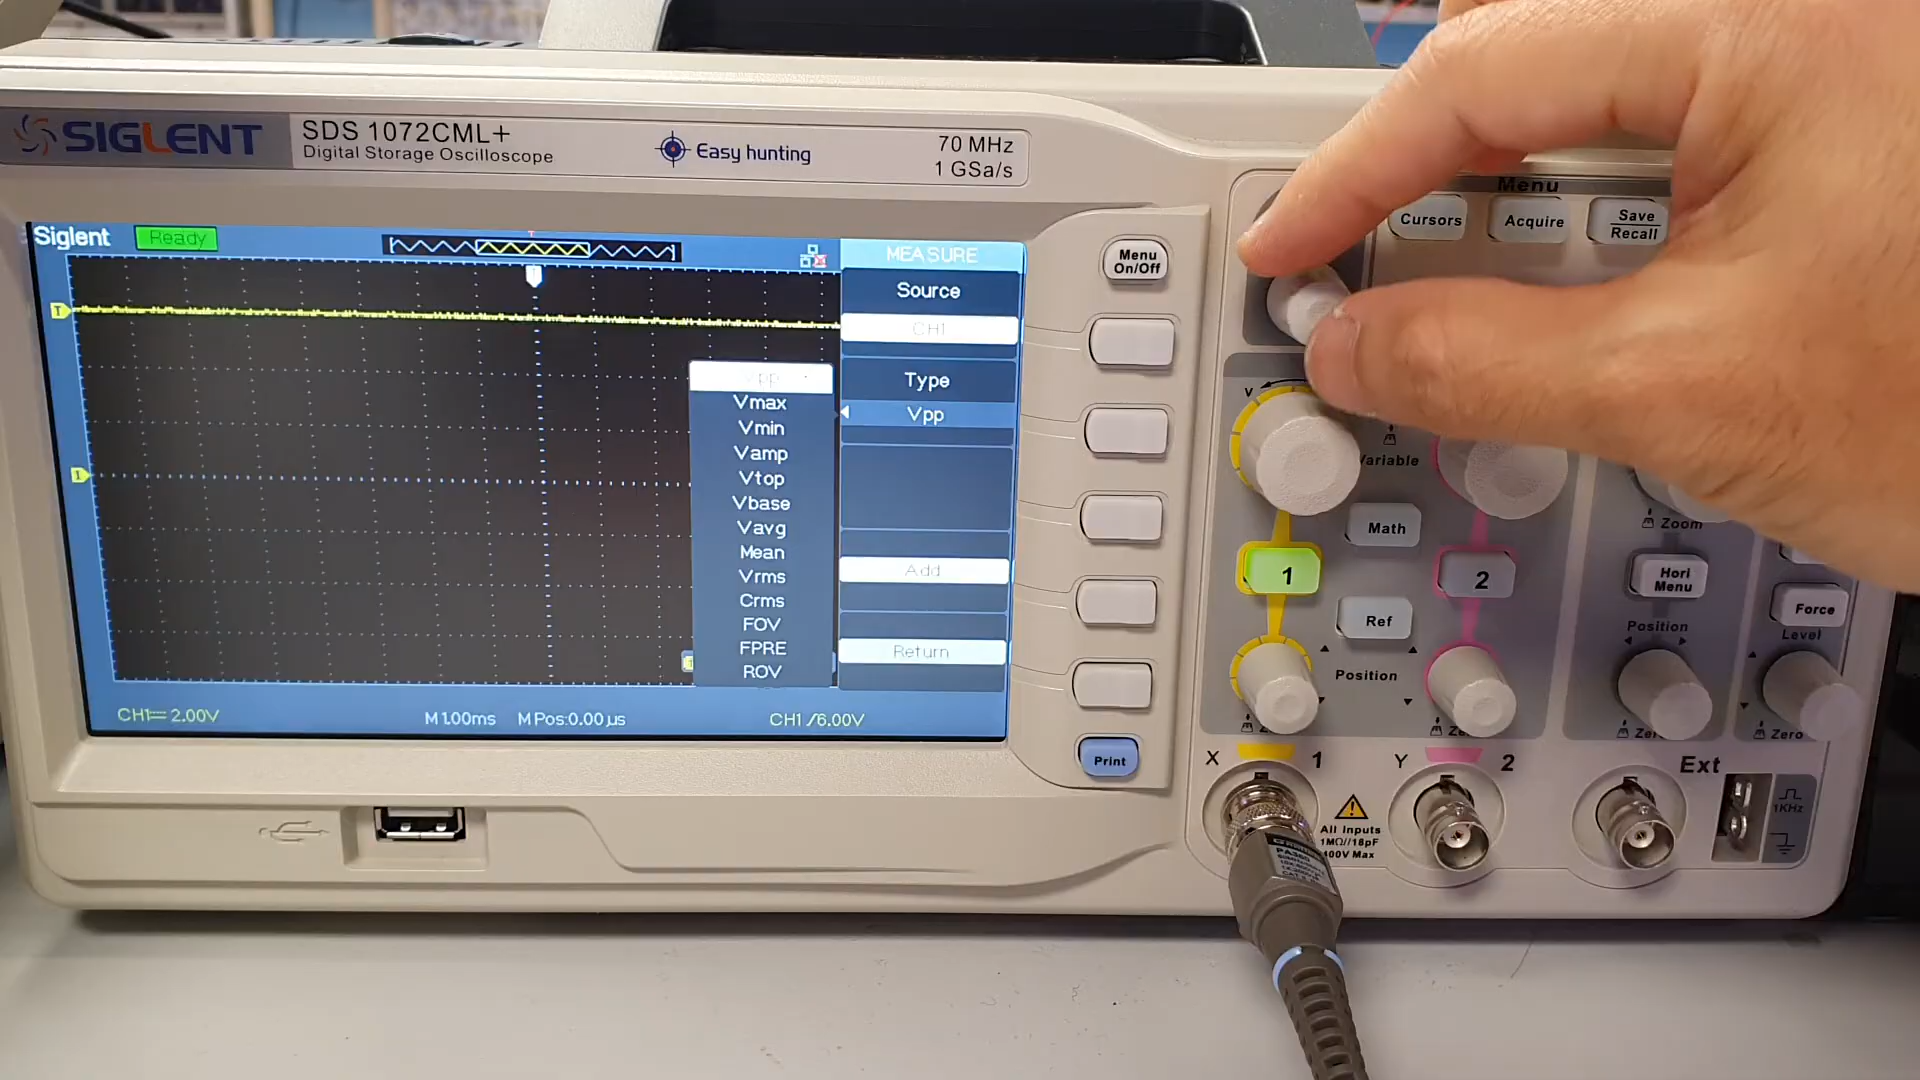 SIGLENT
SDS 1072CML+
Digital Storage Oscilloscope
Easy hunting
70 MHz
1 GSa/s
Siglent
Ready
T
MEASURE
Source
CH1
Type
Vpp
Add
Return
Vpp
Vmax
Vmin
Vamp
Vtop
Vbase
Vavg
Mean
Vrms
Crms
FOV
FPRE
ROV
T
1
CH1 2.00V
M 1.00ms
M Pos:0.00µs
CH1 /6.00V
Menu
On/Off
Print
Menu
Cursors
Acquire
Save
Recall
V
Variable
Math
1
2
Ref
Position
Zoom
Hori
Menu
Position
Zero
Force
Level
Zero
X
1
Y
2
Ext
All Inputs
1MΩ//18pF
400V Max
1KHz